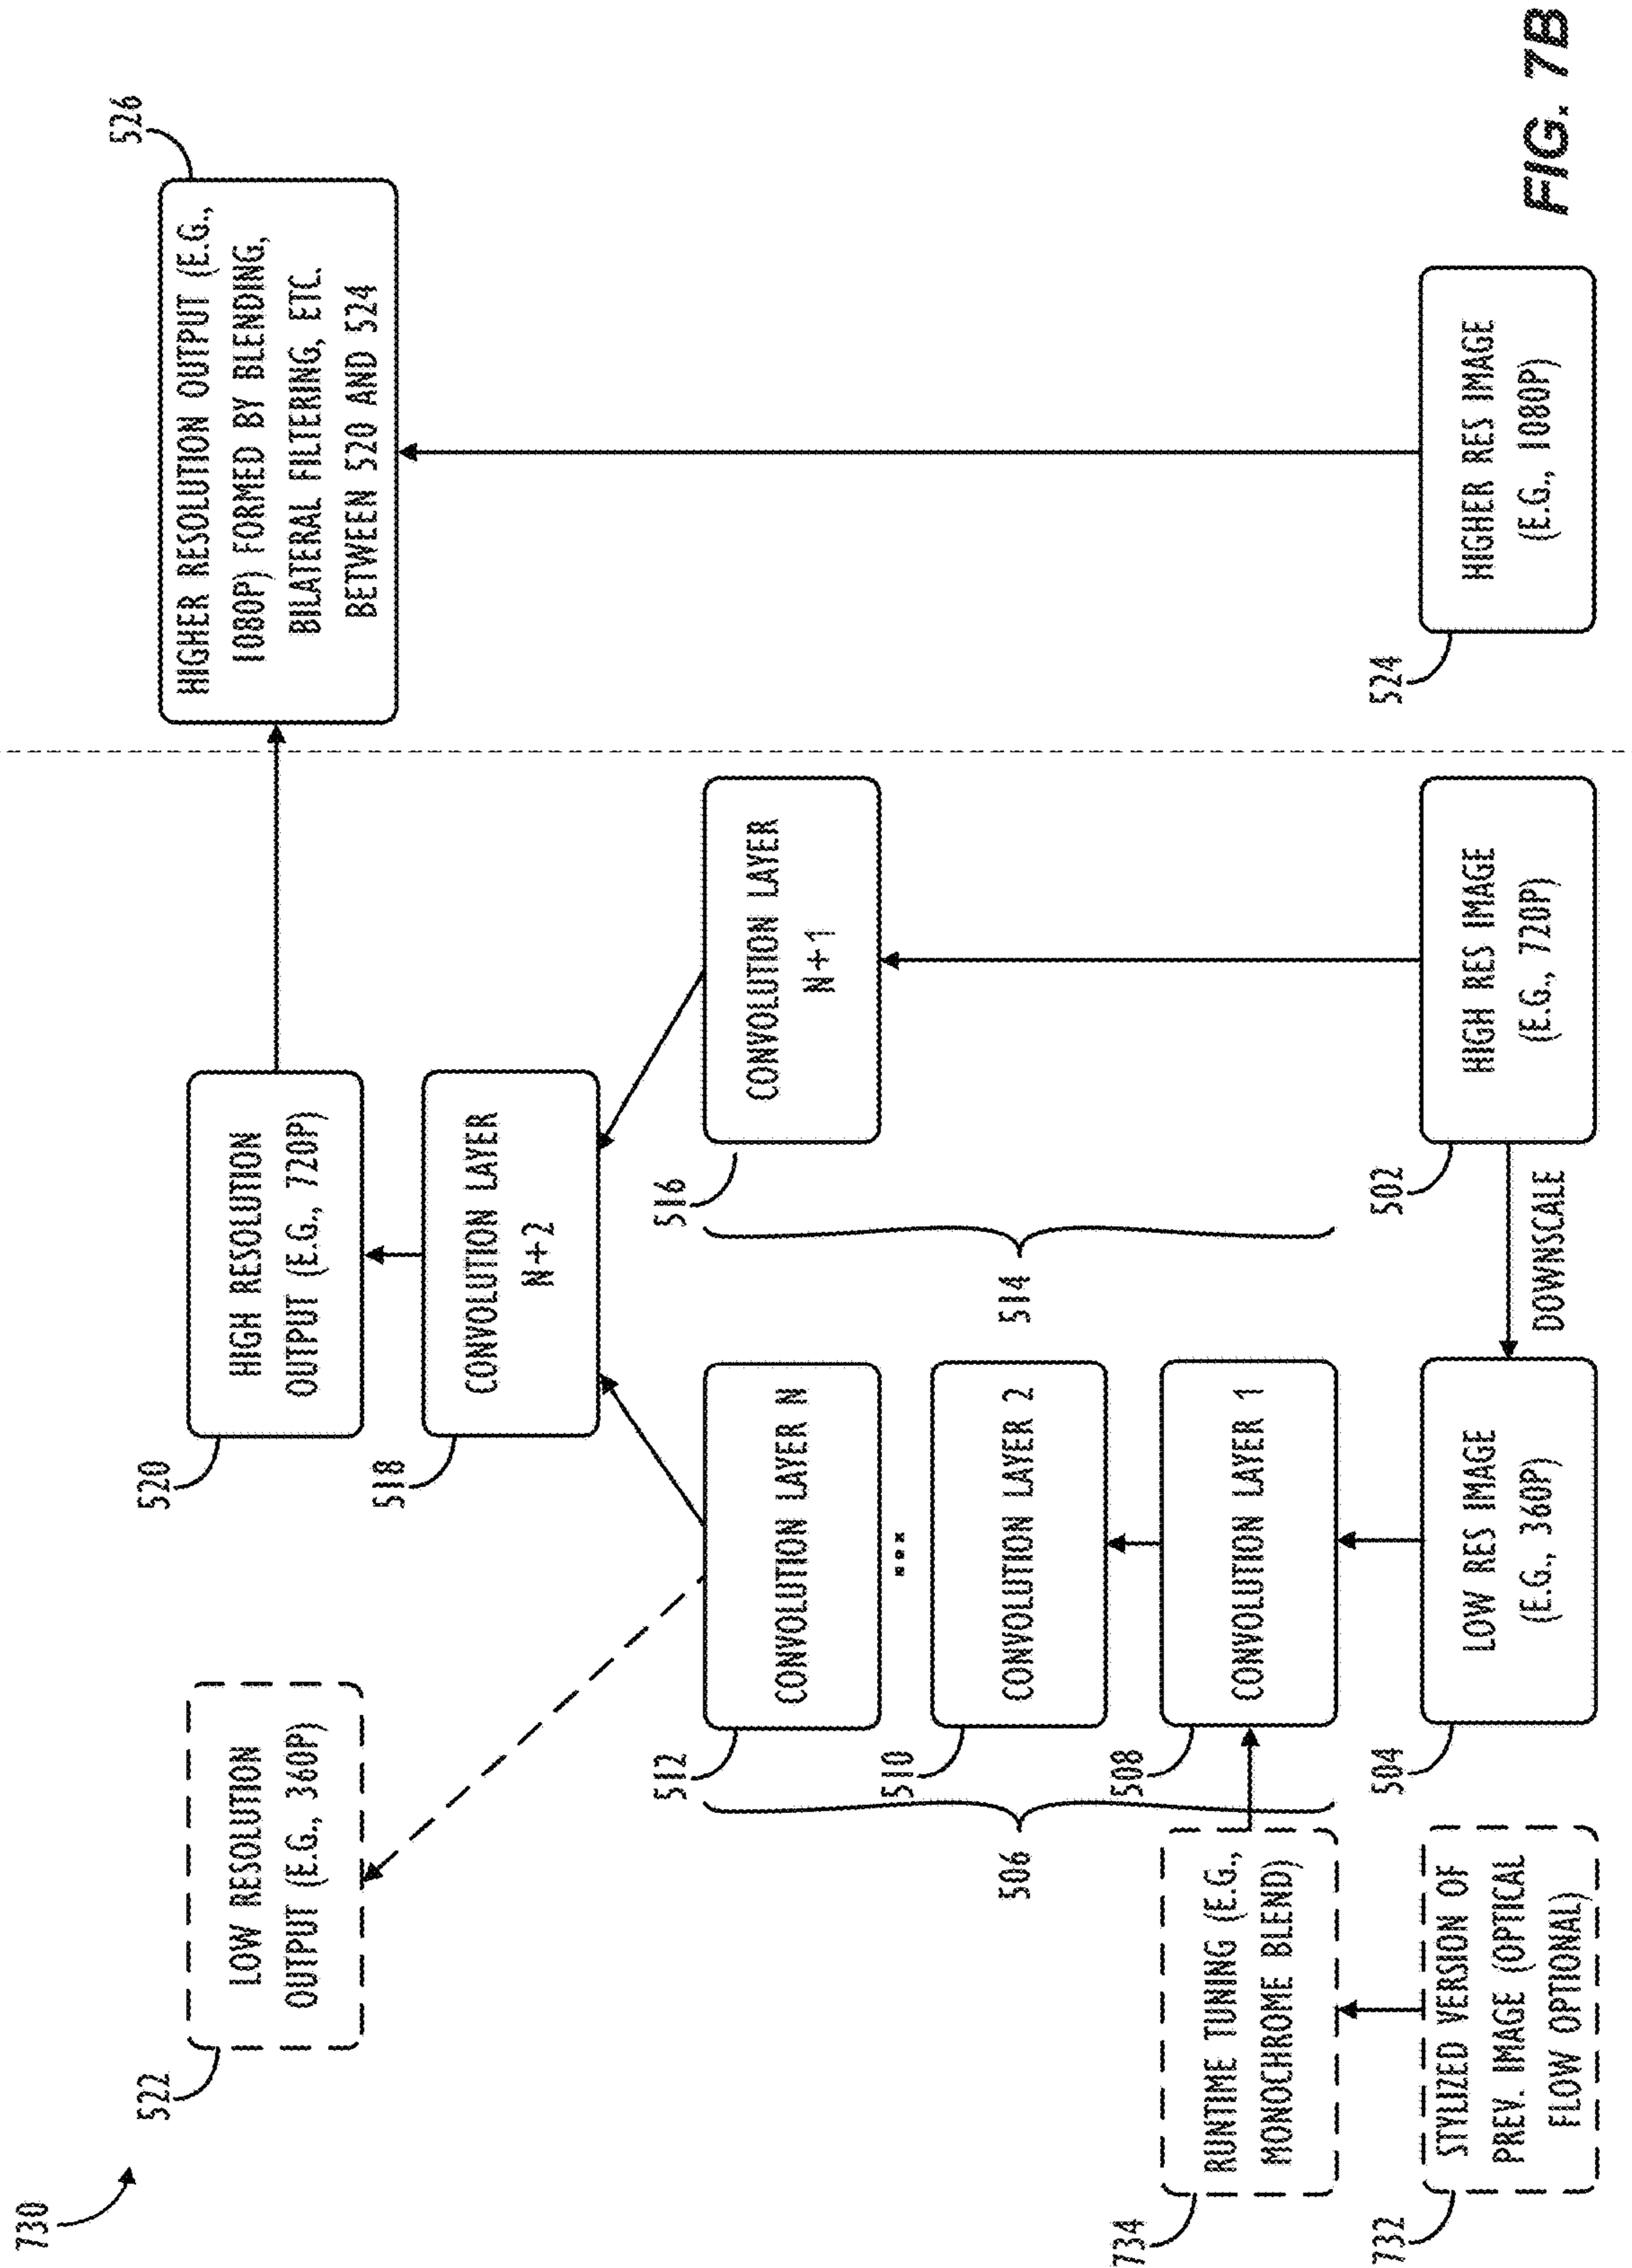 730
522
LOW RESOLUTION
OUTPUT (E.G., 360P)
520
HIGH RESOLUTION
OUTPUT (E.G., 720P)
526
HIGHER RESOLUTION OUTPUT (E.G.,
1080P) FORMED BY BLENDING,
BILATERAL FILTERING, ETC.
BETWEEN 520 AND 524
518
CONVOLUTION LAYER
N+2
512
CONVOLUTION LAYER N
...
516
CONVOLUTION LAYER
N+1
510
CONVOLUTION LAYER 2
506
514
508
CONVOLUTION LAYER 1
734
RUNTIME TUNING (E.G.,
MONOCHROME BLEND)
732
STYLIZED VERSION OF
PREV. IMAGE (OPTICAL
FLOW OPTIONAL)
504
LOW RES IMAGE
(E.G., 360P)
DOWNSCALE
502
HIGH RES IMAGE
(E.G., 720P)
524
HIGHER RES IMAGE
(E.G., 1080P)
FIG. 7B